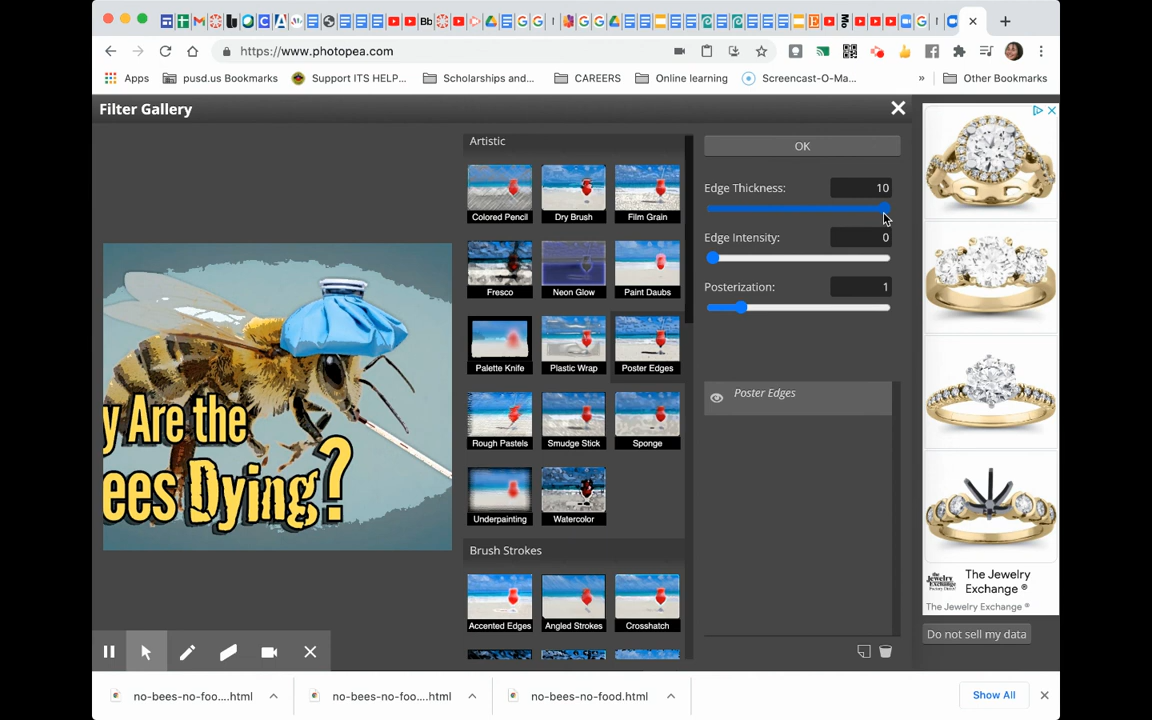 https://www.photopea.com
Apps
pusd.us Bookmarks
Support ITS HELP...
Scholarships and...
CAREERS
Online learning
Screencast-O-Ma...
»
Other Bookmarks
Filter Gallery
Artistic
OK
Colored Pencil
Dry Brush
Film Grain
Edge Thickness: 10
Fresco
Neon Glow
Paint Daubs
Edge Intensity: 0
Posterization: 1
Palette Knife
Plastic Wrap
Poster Edges
Poster Edges
Rough Pastels
Smudge Stick
Sponge
Underpainting
Watercolor
y Are the
ees Dying?
Brush Strokes
Accented Edges
Angled Strokes
Crosshatch
The Jewelry
Exchange ®
The Jewelry Exchange ®
Do not sell my data
no-bees-no-foo....html
no-bees-no-foo....html
no-bees-no-food.html
Show All